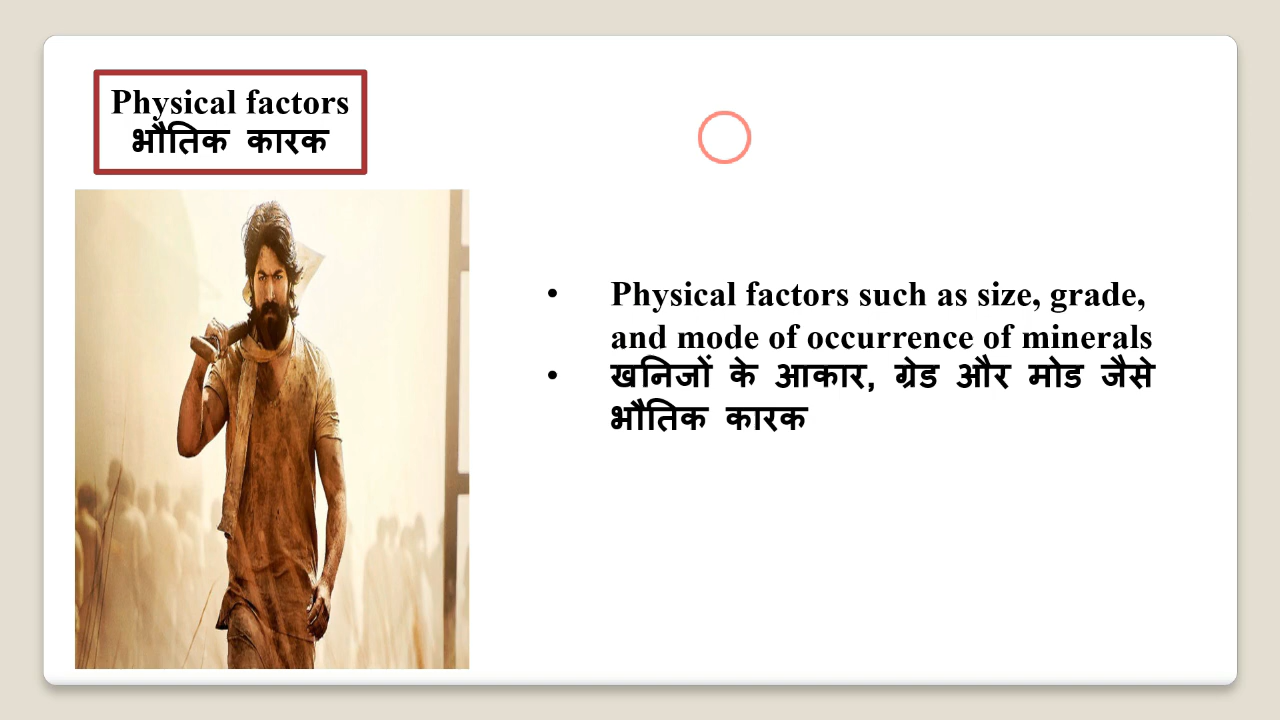 Physical factors
भौतिक कारक
• Physical factors such as size, grade,
and mode of occurrence of minerals
• खनिजों के आकार, ग्रेड और मोड जैसे
भौतिक कारक